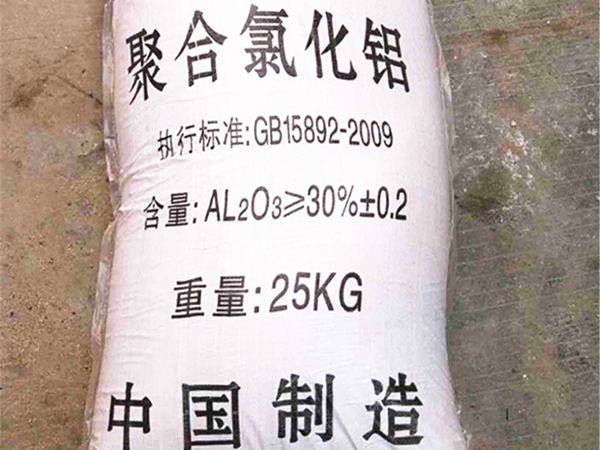 聚合氯化铝
执行标准:GB15892-2009
含量:AL₂O₃≥30%±0.2
重量:25KG
中国制造